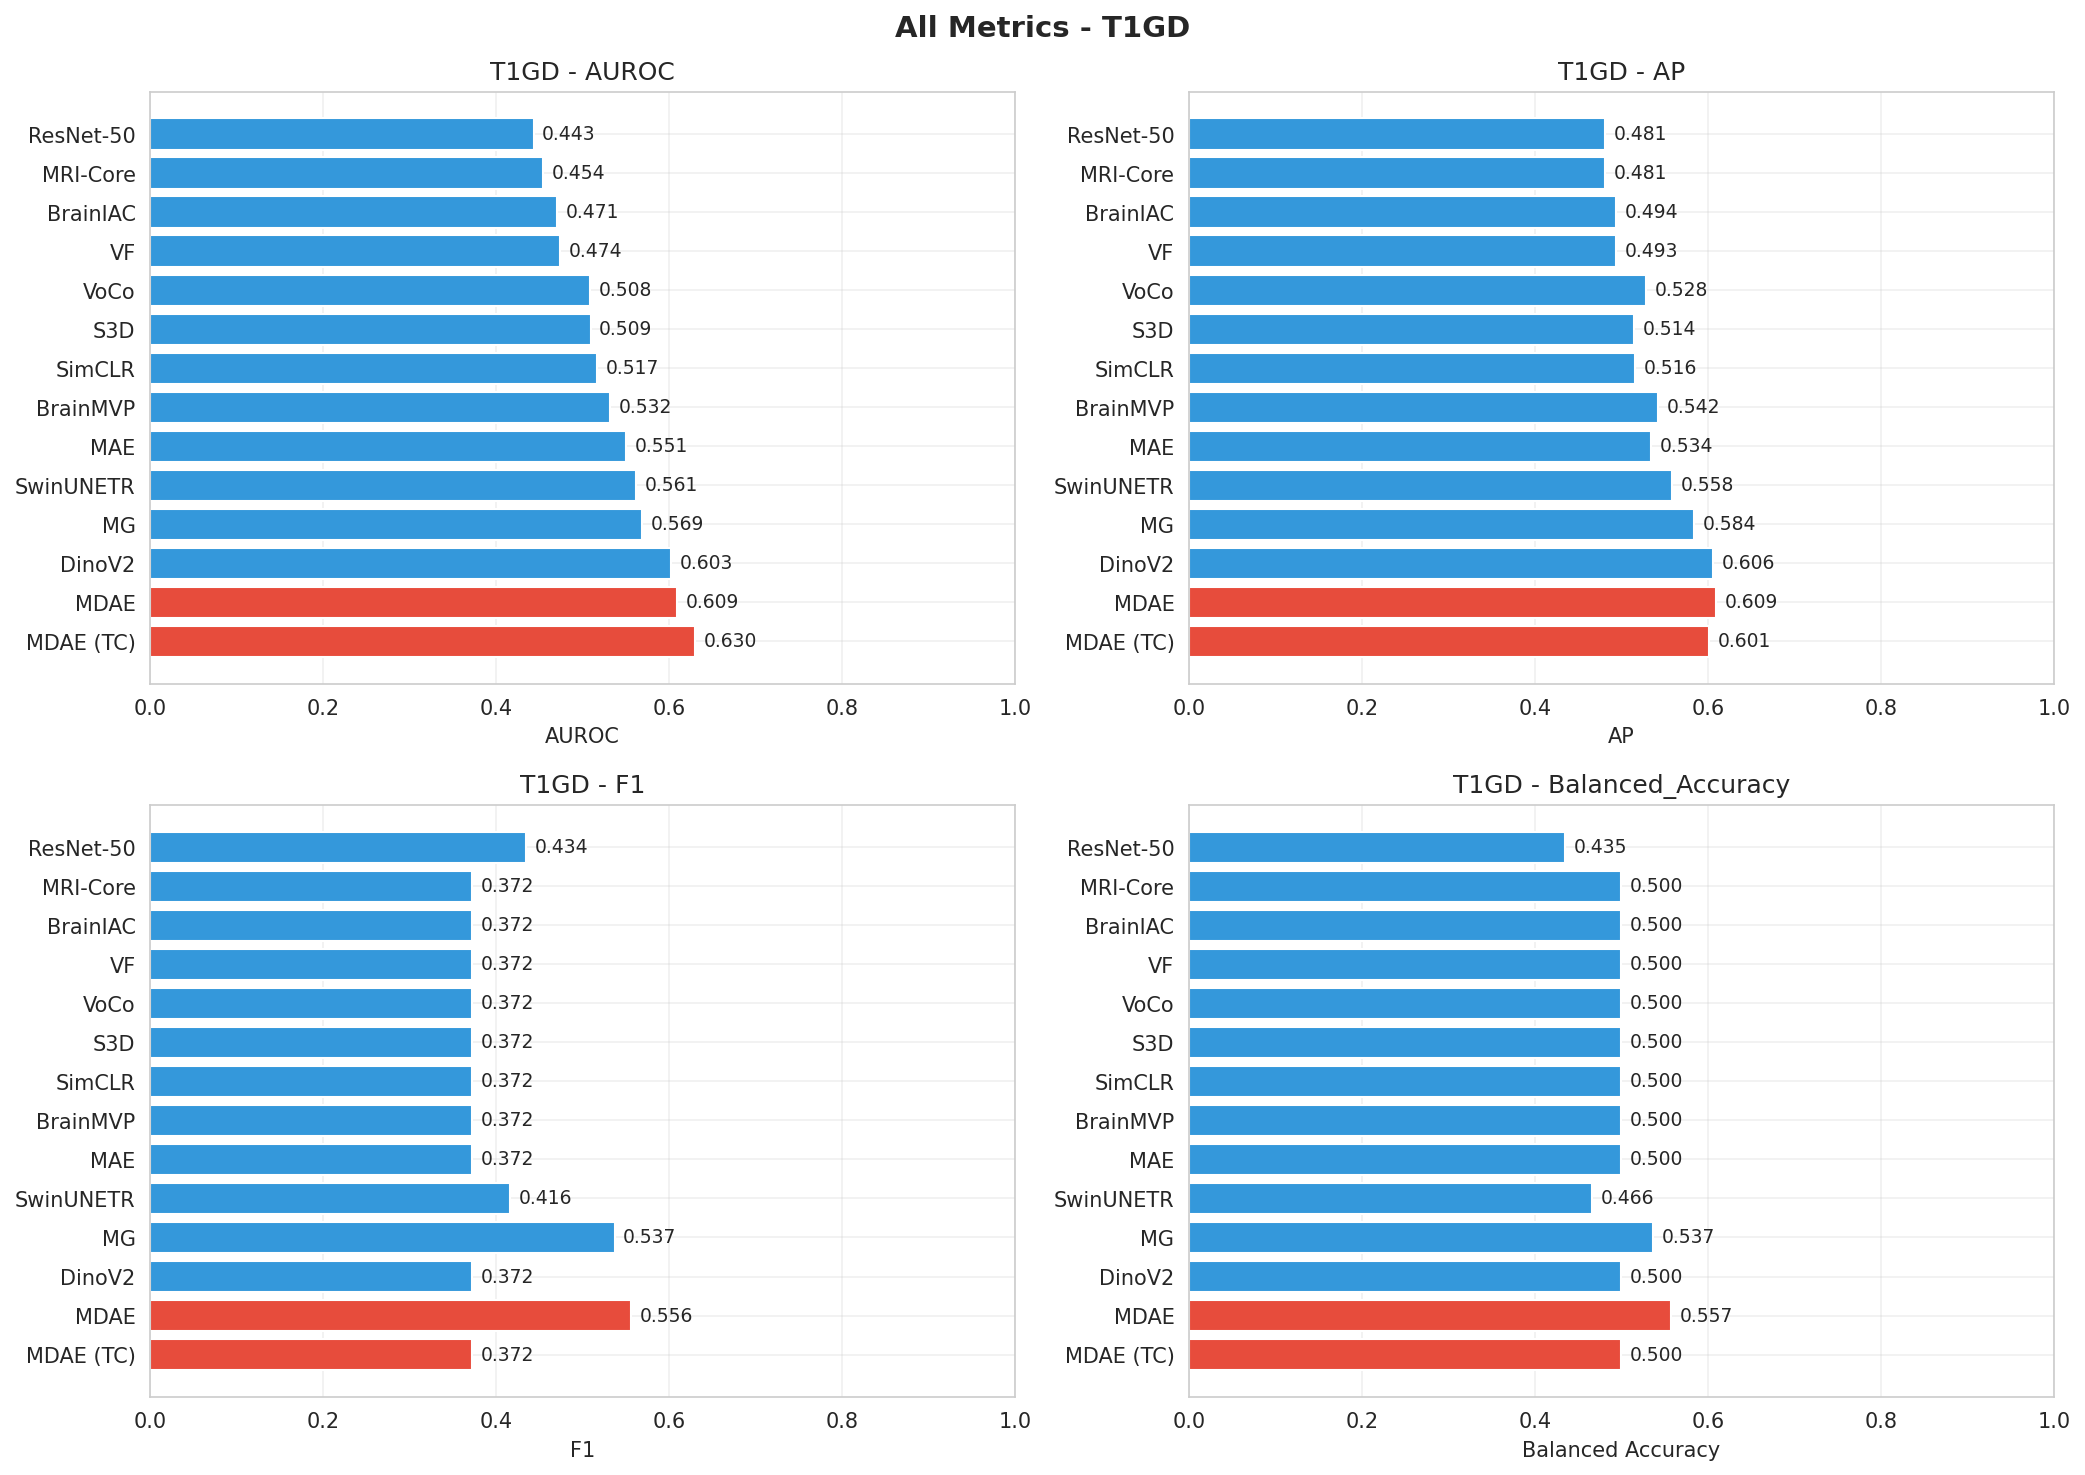 All Metrics - T1GD
T1GD - AUROC
ResNet-50 0.443
MRI-Core 0.454
BrainIAC 0.471
VF 0.474
VoCo 0.508
S3D 0.509
SimCLR 0.517
BrainMVP 0.532
MAE 0.551
SwinUNETR 0.561
MG 0.569
DinoV2 0.603
MDAE 0.609
MDAE (TC) 0.630
0.0 0.2 0.4 0.6 0.8 1.0
AUROC
T1GD - AP
ResNet-50 0.481
MRI-Core 0.481
BrainIAC 0.494
VF 0.493
VoCo 0.528
S3D 0.514
SimCLR 0.516
BrainMVP 0.542
MAE 0.534
SwinUNETR 0.558
MG 0.584
DinoV2 0.606
MDAE 0.609
MDAE (TC) 0.601
0.0 0.2 0.4 0.6 0.8 1.0
AP
T1GD - F1
ResNet-50 0.434
MRI-Core 0.372
BrainIAC 0.372
VF 0.372
VoCo 0.372
S3D 0.372
SimCLR 0.372
BrainMVP 0.372
MAE 0.372
SwinUNETR 0.416
MG 0.537
DinoV2 0.372
MDAE 0.556
MDAE (TC) 0.372
0.0 0.2 0.4 0.6 0.8 1.0
F1
T1GD - Balanced_Accuracy
ResNet-50 0.435
MRI-Core 0.500
BrainIAC 0.500
VF 0.500
VoCo 0.500
S3D 0.500
SimCLR 0.500
BrainMVP 0.500
MAE 0.500
SwinUNETR 0.466
MG 0.537
DinoV2 0.500
MDAE 0.557
MDAE (TC) 0.500
0.0 0.2 0.4 0.6 0.8 1.0
Balanced Accuracy